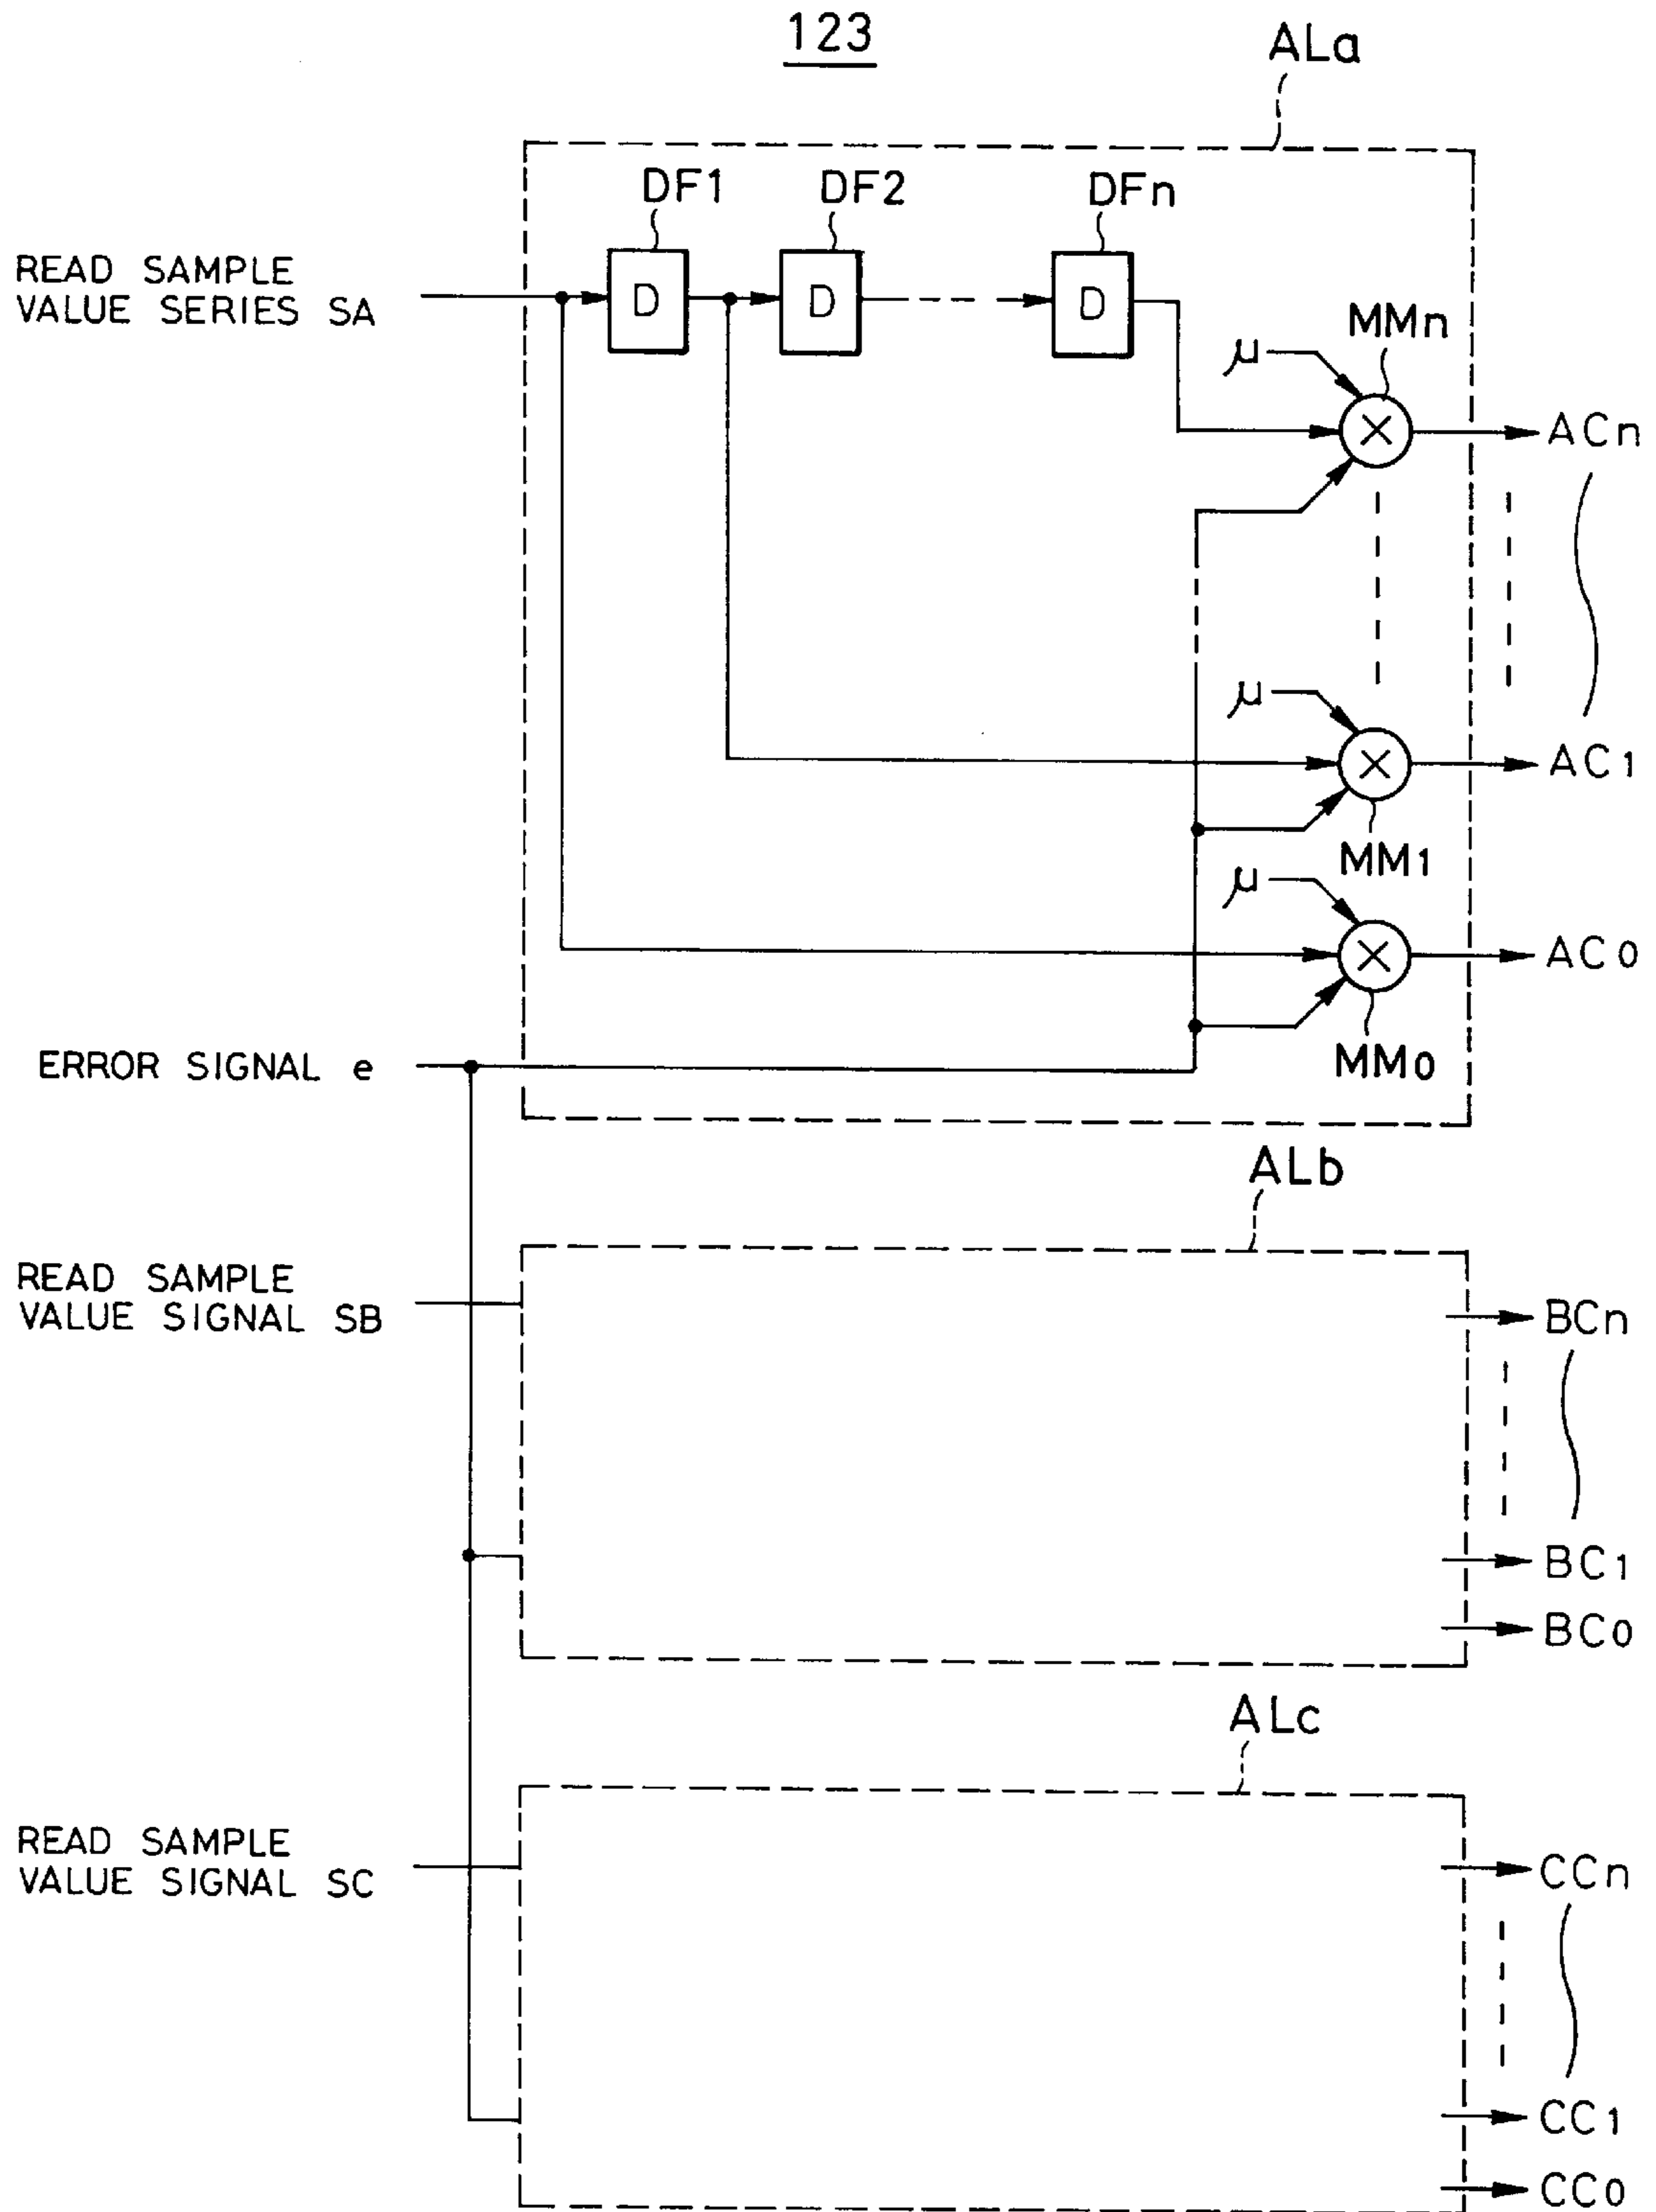 123
ALa
DF1
DF2
DFn
READ SAMPLE
VALUE SERIES SA
D
D
D
MMn
μ
×
ACn
μ
×
AC1
MM1
μ
×
AC0
ERROR SIGNAL e
MM0
ALb
READ SAMPLE
VALUE SIGNAL SB
BCn
BC1
BC0
ALc
READ SAMPLE
VALUE SIGNAL SC
CCn
CC1
CC0